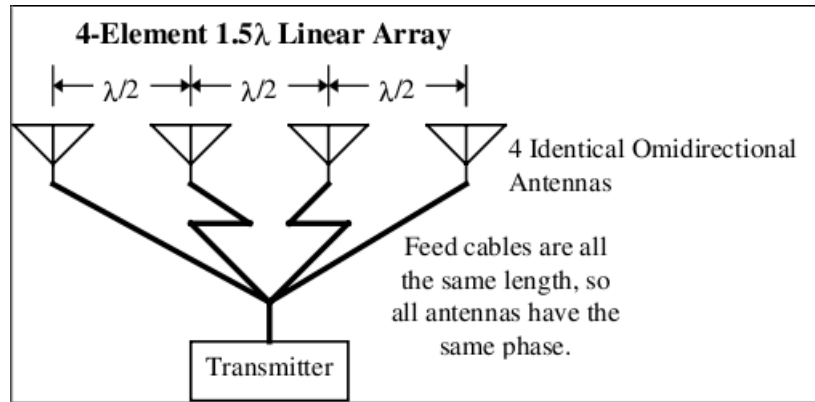 4-Element 1.5λ Linear Array
λ/2 λ/2 λ/2
4 Identical Omidirectional
Antennas
Feed cables are all
the same length, so
all antennas have the
same phase.
Transmitter